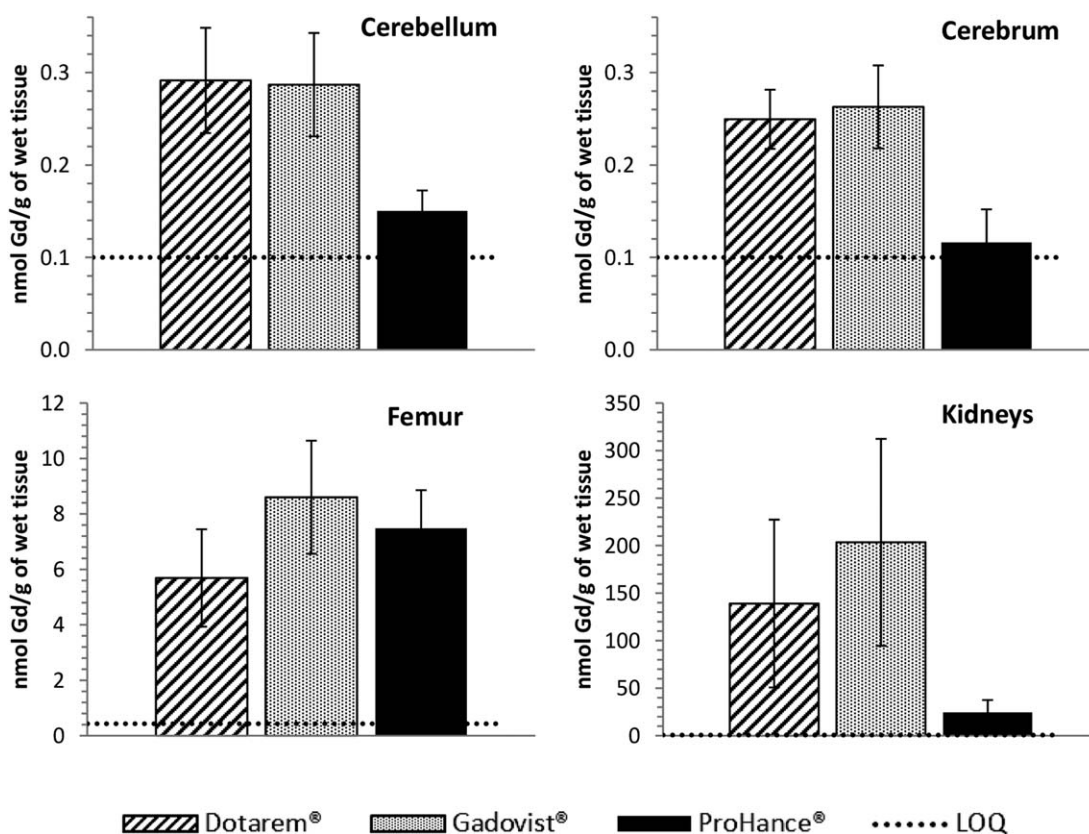 Cerebellum
nmol Gd/g of wet tissue
0.3
0.2
0.1
0.0
Cerebrum
nmol Gd/g of wet tissue
0.3
0.2
0.1
0.0
Femur
nmol Gd/g of wet tissue
12
10
8
6
4
2
0
Kidneys
nmol Gd/g of wet tissue
350
300
250
200
150
100
50
0
Dotarem® Gadovist® ProHance® LOQ